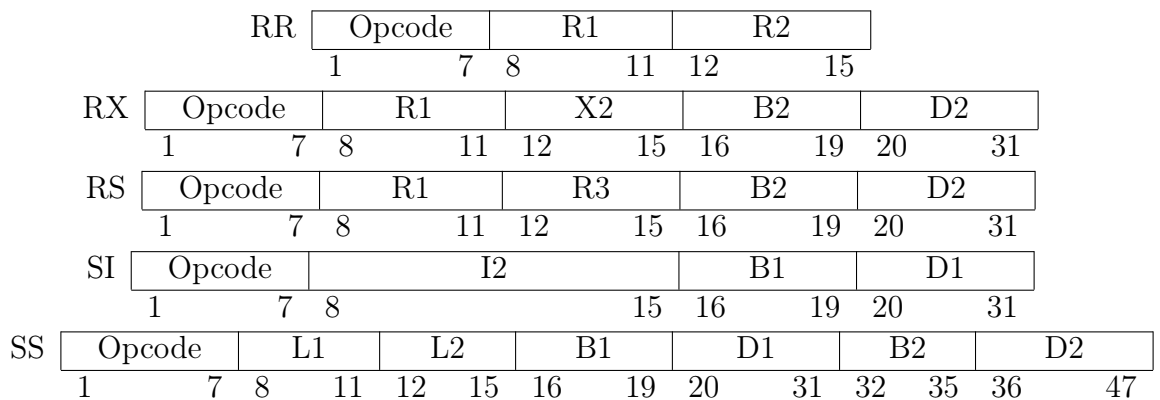 RR Opcode R1 R2
1 7 8 11 12 15
RX Opcode R1 X2 B2 D2
1 7 8 11 12 15 16 19 20 31
RS Opcode R1 R3 B2 D2
1 7 8 11 12 15 16 19 20 31
SI Opcode I2 B1 D1
1 7 8 15 16 19 20 31
SS Opcode L1 L2 B1 D1 B2 D2
1 7 8 11 12 15 16 19 20 31 32 35 36 47